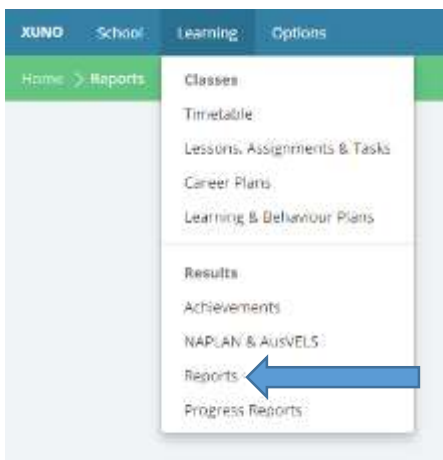 XUNO School Learning Options
Home > Reports
Classes
Timetable
Lessons, Assignments & Tasks
Career Plans
Learning & Behaviour Plans
Results
Achievements
NAPLAN & AusVELS
Reports
Progress Reports